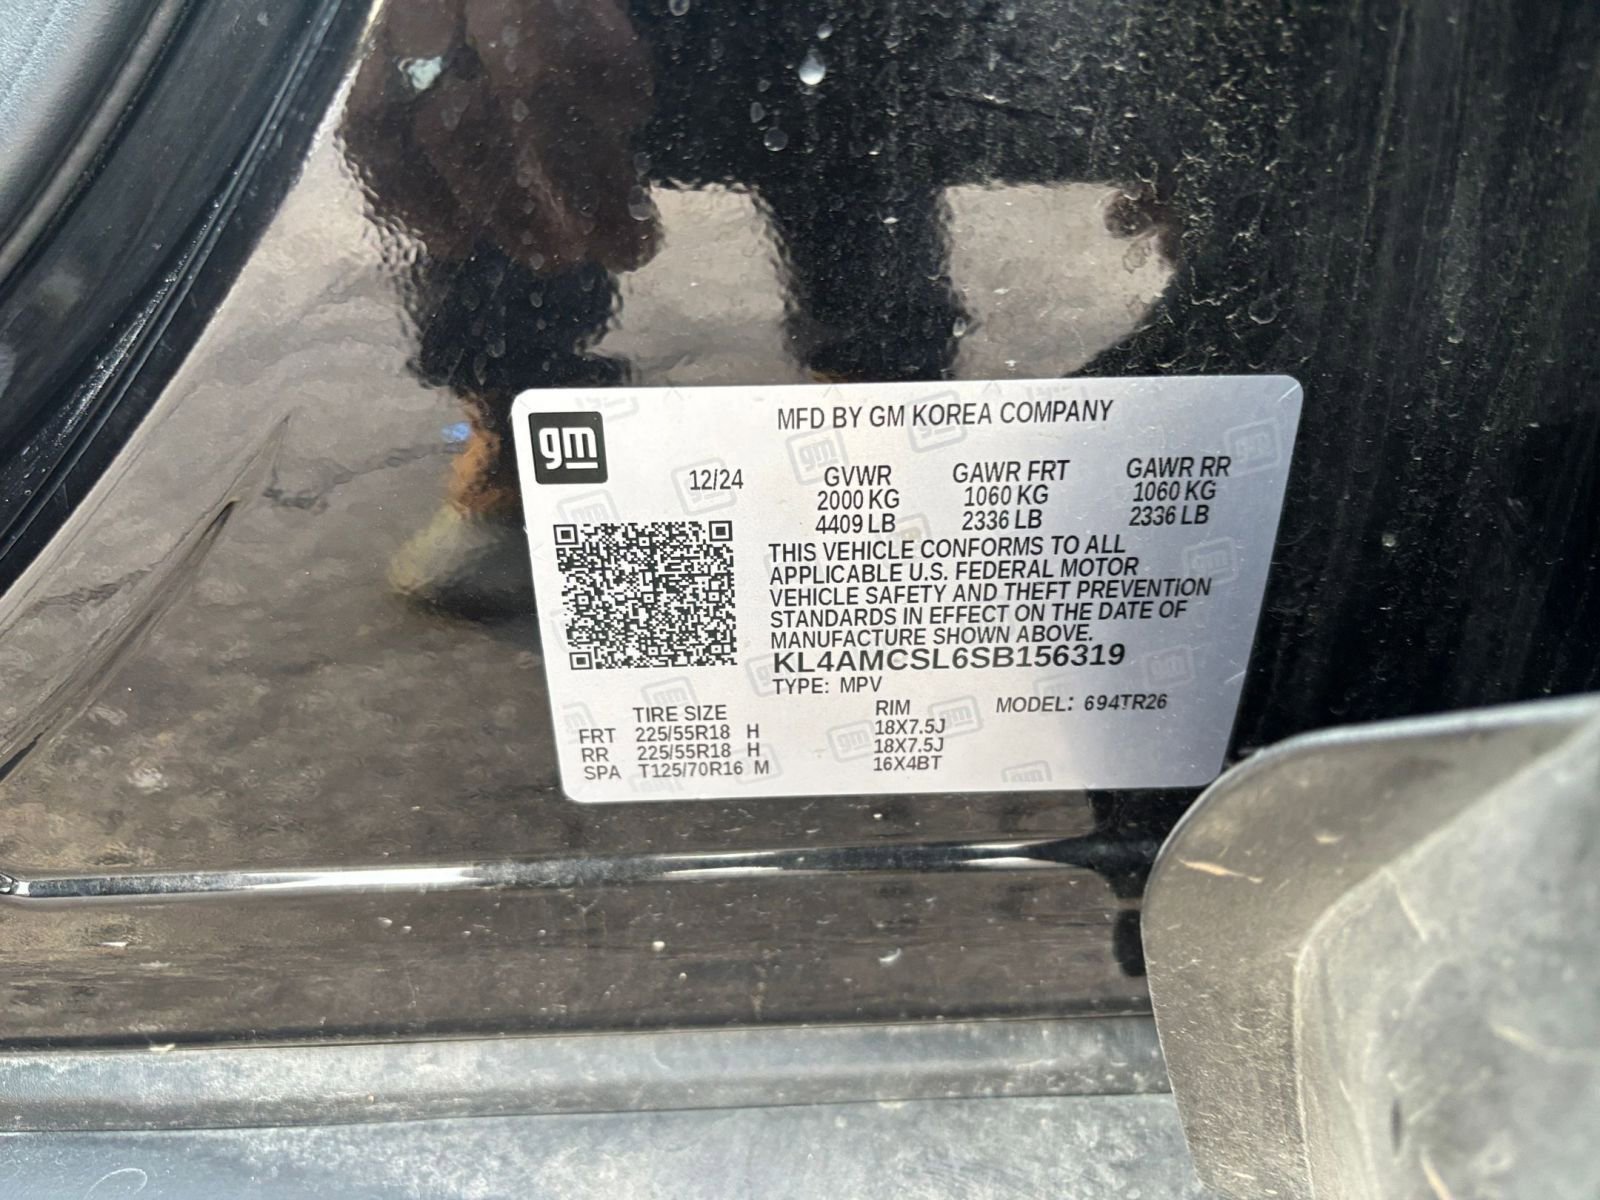 gm
MFD BY GM KOREA COMPANY
12/24 GVWR GAWR FRT GAWR RR
2000 KG 1060 KG 1060 KG
4409 LB 2336 LB 2336 LB
THIS VEHICLE CONFORMS TO ALL
APPLICABLE U.S. FEDERAL MOTOR
VEHICLE SAFETY AND THEFT PREVENTION
STANDARDS IN EFFECT ON THE DATE OF
MANUFACTURE SHOWN ABOVE.
KL4AMCSL6SB156319
TYPE: MPV
TIRE SIZE RIM MODEL: 694TR26
FRT 225/55R18 H 18X7.5J
RR 225/55R18 H 18X7.5J
SPA T125/70R16 M 16X4BT